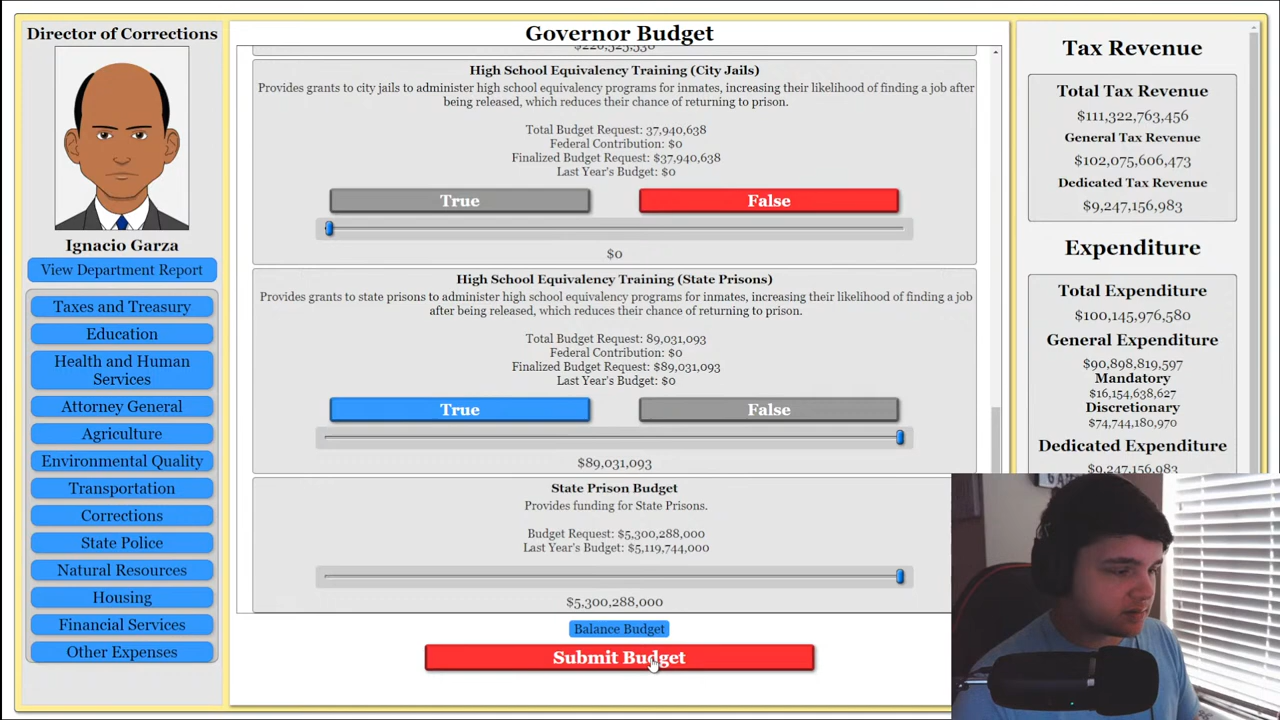 Director of Corrections
Ignacio Garza
View Department Report
Taxes and Treasury
Education
Health and Human
Services
Attorney General
Agriculture
Environmental Quality
Transportation
Corrections
State Police
Natural Resources
Housing
Financial Services
Other Expenses
Governor Budget
High School Equivalency Training (City Jails)
Provides grants to city jails to administer high school equivalency programs for inmates, increasing their likelihood of finding a job after
being released, which reduces their chance of returning to prison.
Total Budget Request: 37,940,638
Federal Contribution: $0
Finalized Budget Request: $37,940,638
Last Year's Budget: $0
True
False
$0
High School Equivalency Training (State Prisons)
Provides grants to state prisons to administer high school equivalency programs for inmates, increasing their likelihood of finding a job
after being released, which reduces their chance of returning to prison.
Total Budget Request: 89,031,093
Federal Contribution: $0
Finalized Budget Request: $89,031,093
Last Year's Budget: $0
True
False
$89,031,093
State Prison Budget
Provides funding for State Prisons.
Budget Request: $5,300,288,000
Last Year's Budget: $5,119,744,000
$5,300,288,000
Balance Budget
Submit Budget
Tax Revenue
Total Tax Revenue
$111,322,763,456
General Tax Revenue
$102,075,606,473
Dedicated Tax Revenue
$9,247,156,983
Expenditure
Total Expenditure
$100,145,976,580
General Expenditure
$90,898,819,597
Mandatory
$16,154,638,627
Discretionary
$74,744,180,970
Dedicated Expenditure
$9,247,156,983